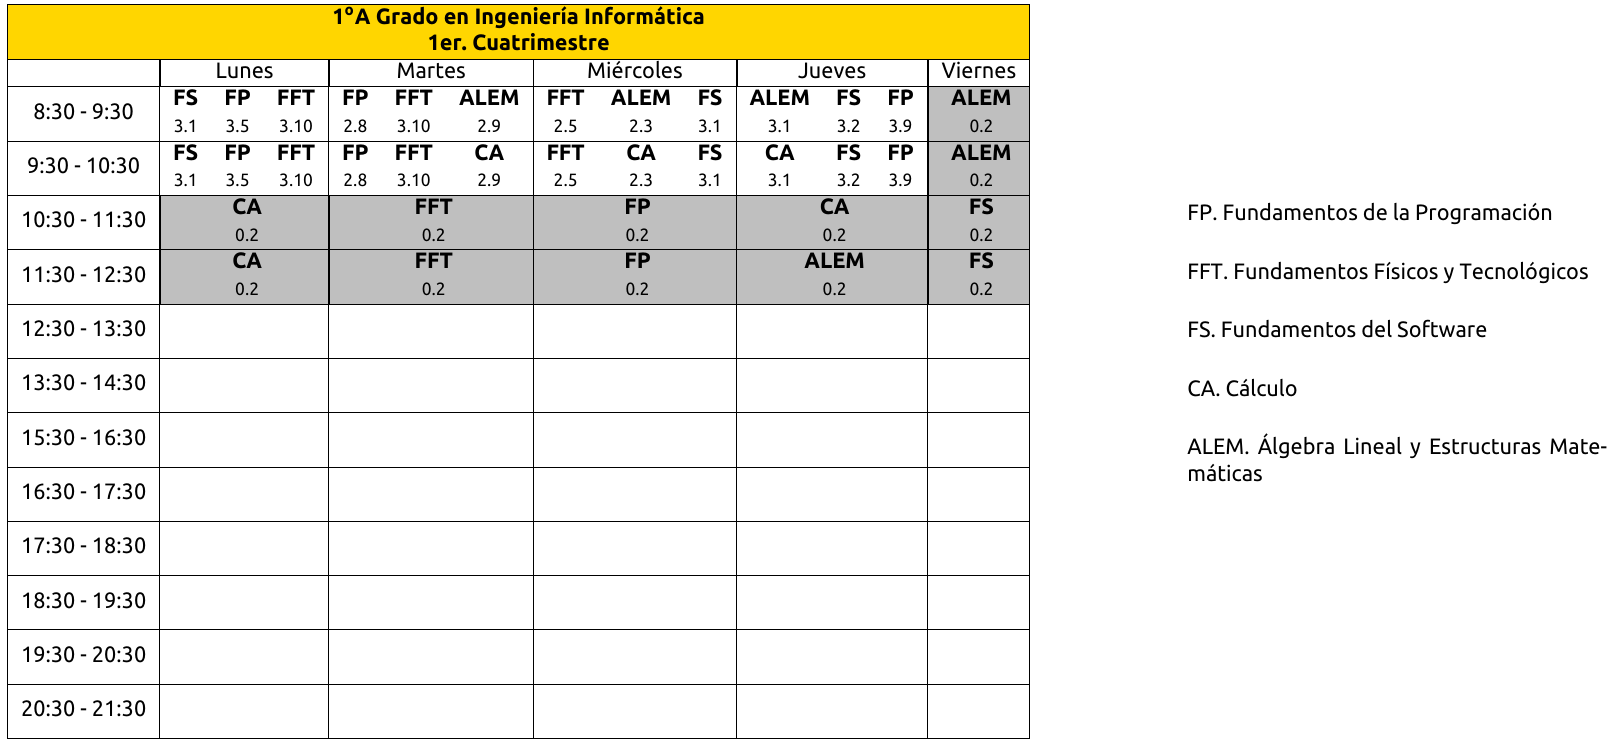 1ºA Grado en Ingeniería Informática
1er. Cuatrimestre
Lunes Martes Miércoles Jueves Viernes
8:30 - 9:30 FS FP FFT FP FFT ALEM FFT ALEM FS ALEM FS FP ALEM
3.1 3.5 3.10 2.8 3.10 2.9 2.5 2.3 3.1 3.1 3.2 3.9 0.2
9:30 - 10:30 FS FP FFT FP FFT CA FFT CA FS CA FS FP ALEM
3.1 3.5 3.10 2.8 3.10 2.9 2.5 2.3 3.1 3.1 3.2 3.9 0.2
10:30 - 11:30 CA FFT FP CA FS
0.2 0.2 0.2 0.2 0.2
11:30 - 12:30 CA FFT FP ALEM FS
0.2 0.2 0.2 0.2 0.2
12:30 - 13:30
13:30 - 14:30
15:30 - 16:30
16:30 - 17:30
17:30 - 18:30
18:30 - 19:30
19:30 - 20:30
20:30 - 21:30
FP. Fundamentos de la Programación
FFT. Fundamentos Físicos y Tecnológicos
FS. Fundamentos del Software
CA. Cálculo
ALEM. Álgebra Lineal y Estructuras Mate-
máticas